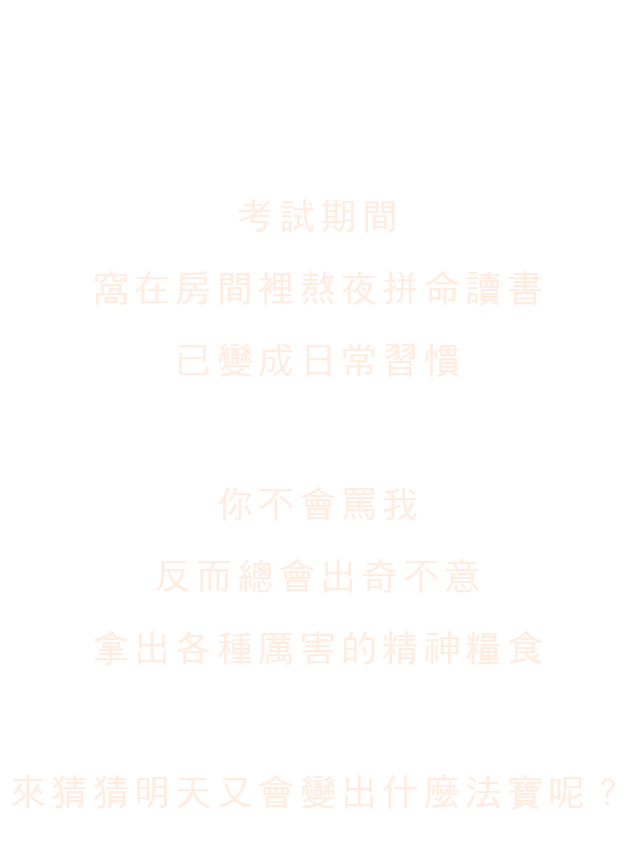 考試期間
窩在房間裡熬夜拼命讀書
已變成日常習慣
你不會罵我
反而總會出奇不意
拿出各種厲害的精神糧食
來猜猜明天又會變出什麼法寶呢？